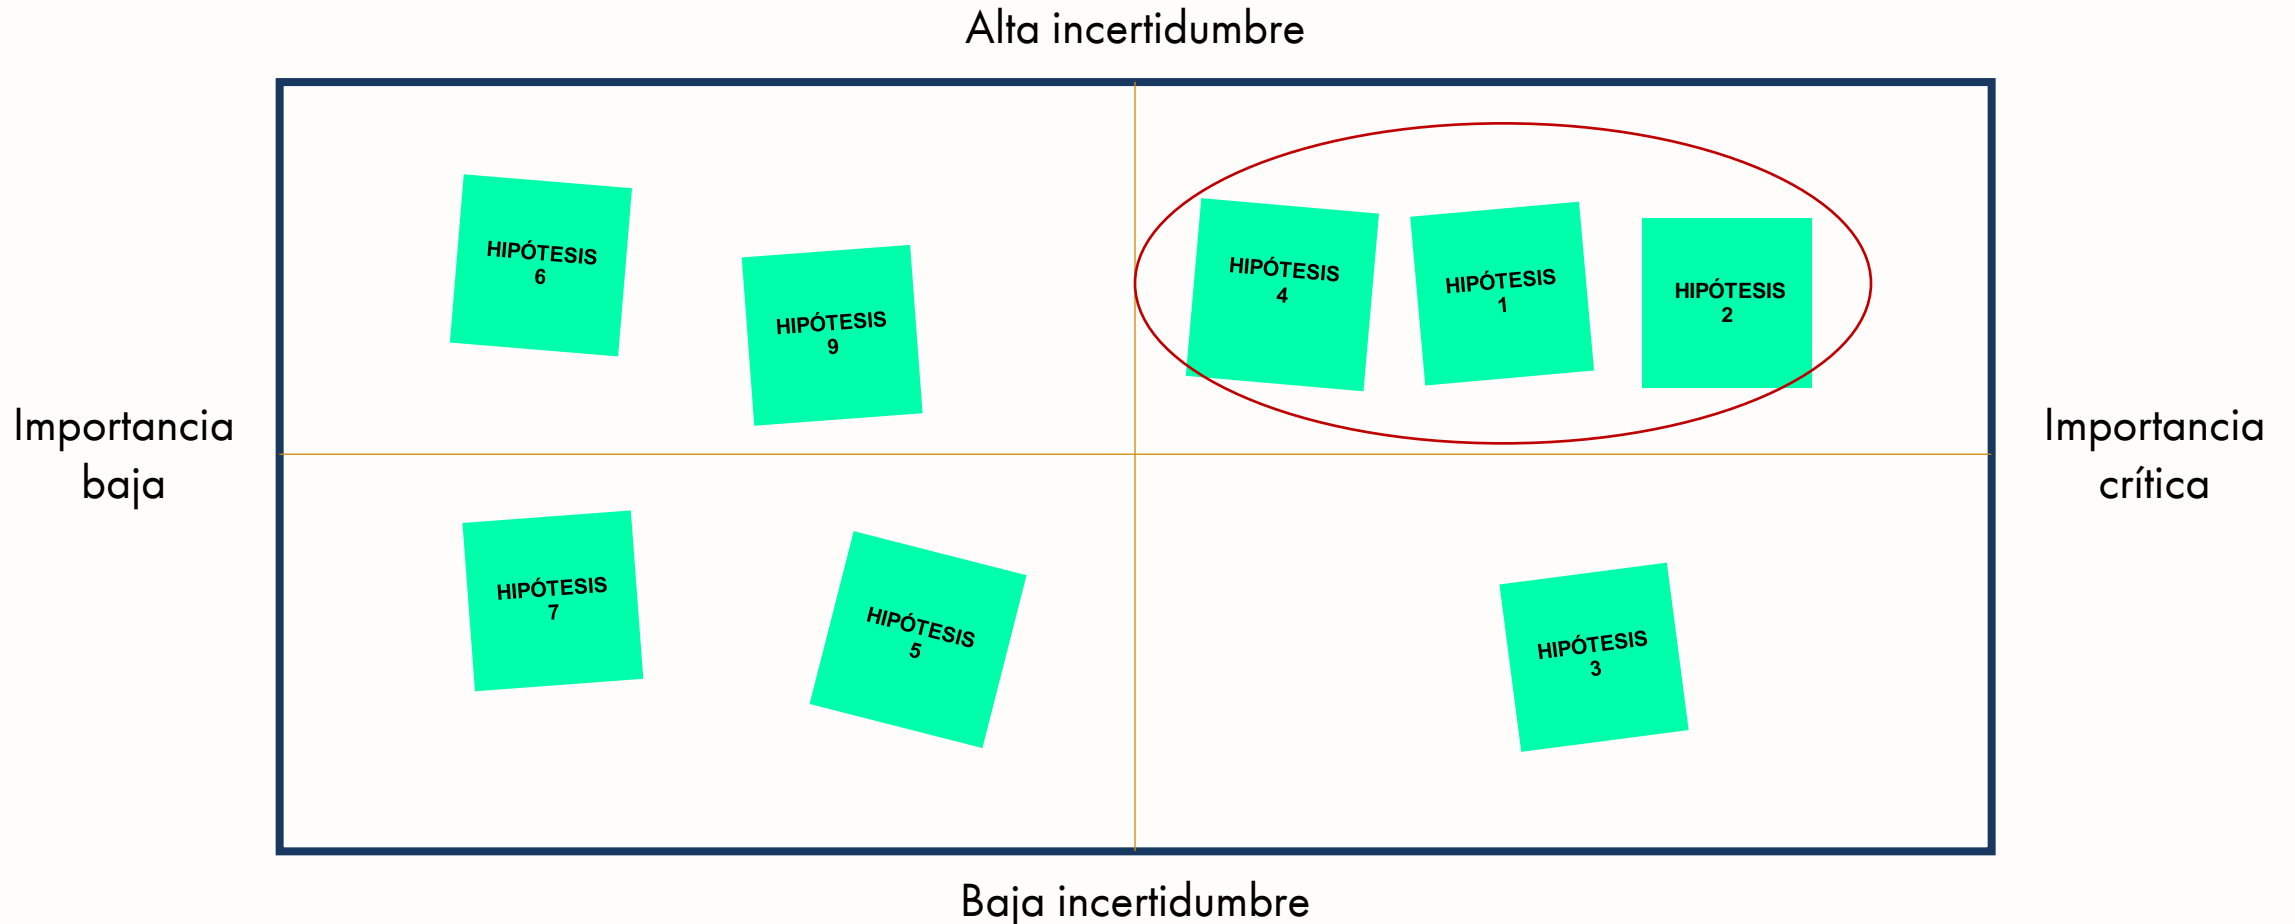 Alta incertidumbre
HIPÓTESIS
6
HIPÓTESIS
9
HIPÓTESIS
4
HIPÓTESIS
1
HIPÓTESIS
2
Importancia
baja
Importancia
crítica
HIPÓTESIS
7
HIPÓTESIS
5
HIPÓTESIS
3
Baja incertidumbre